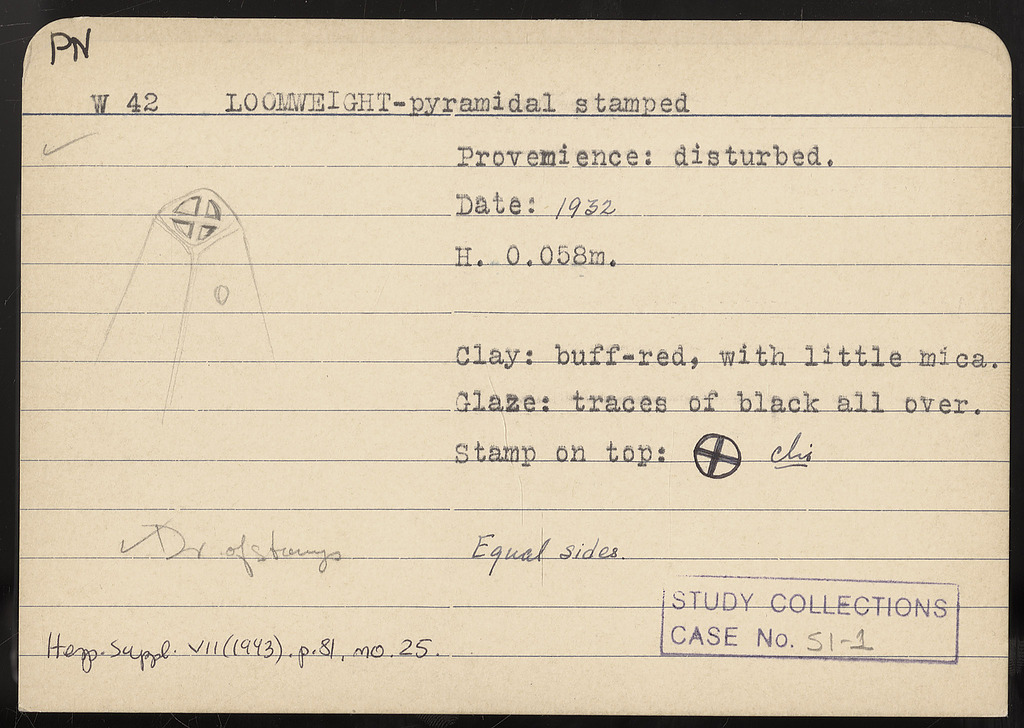 PN
W 42 LOOMWEIGHT-pyramidal stamped
Provenience: disturbed.
Date: 1932
H. 0.058m.
Clay: buff-red, with little mica.
Glaze: traces of black all over.
Stamp on top:
Dr. of stamps
Equal sides.
STUDY COLLECTIONS
CASE No. S1-1
Hesp. Suppl. VII (1943). p. 81, no. 25.